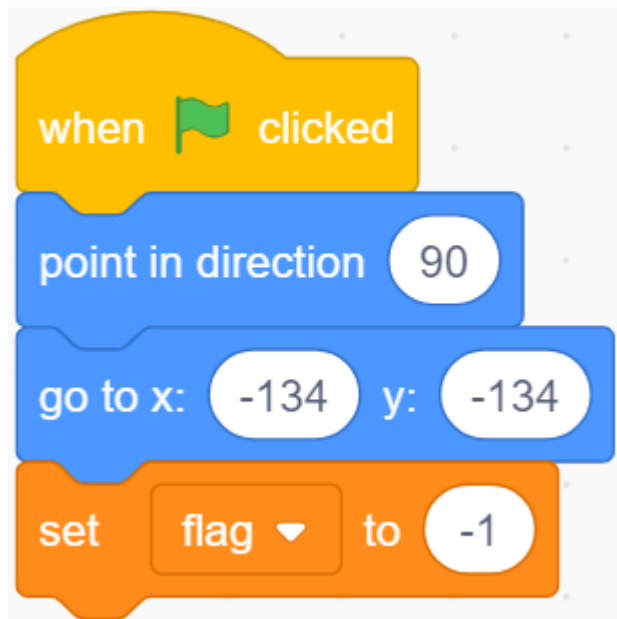 when clicked
point in direction 90
go to x: -134 y: -134
set flag to -1